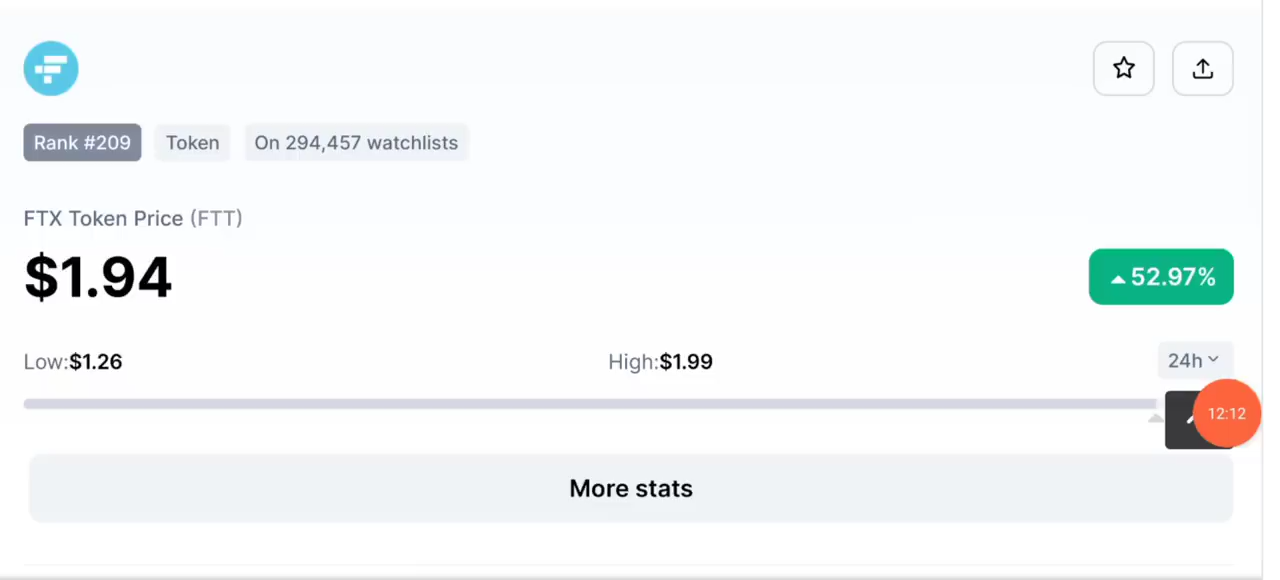 Rank #209 Token On 294,457 watchlists
FTX Token Price (FTT)
$1.94 52.97%
Low:$1.26 High:$1.99 24h
12:12
More stats